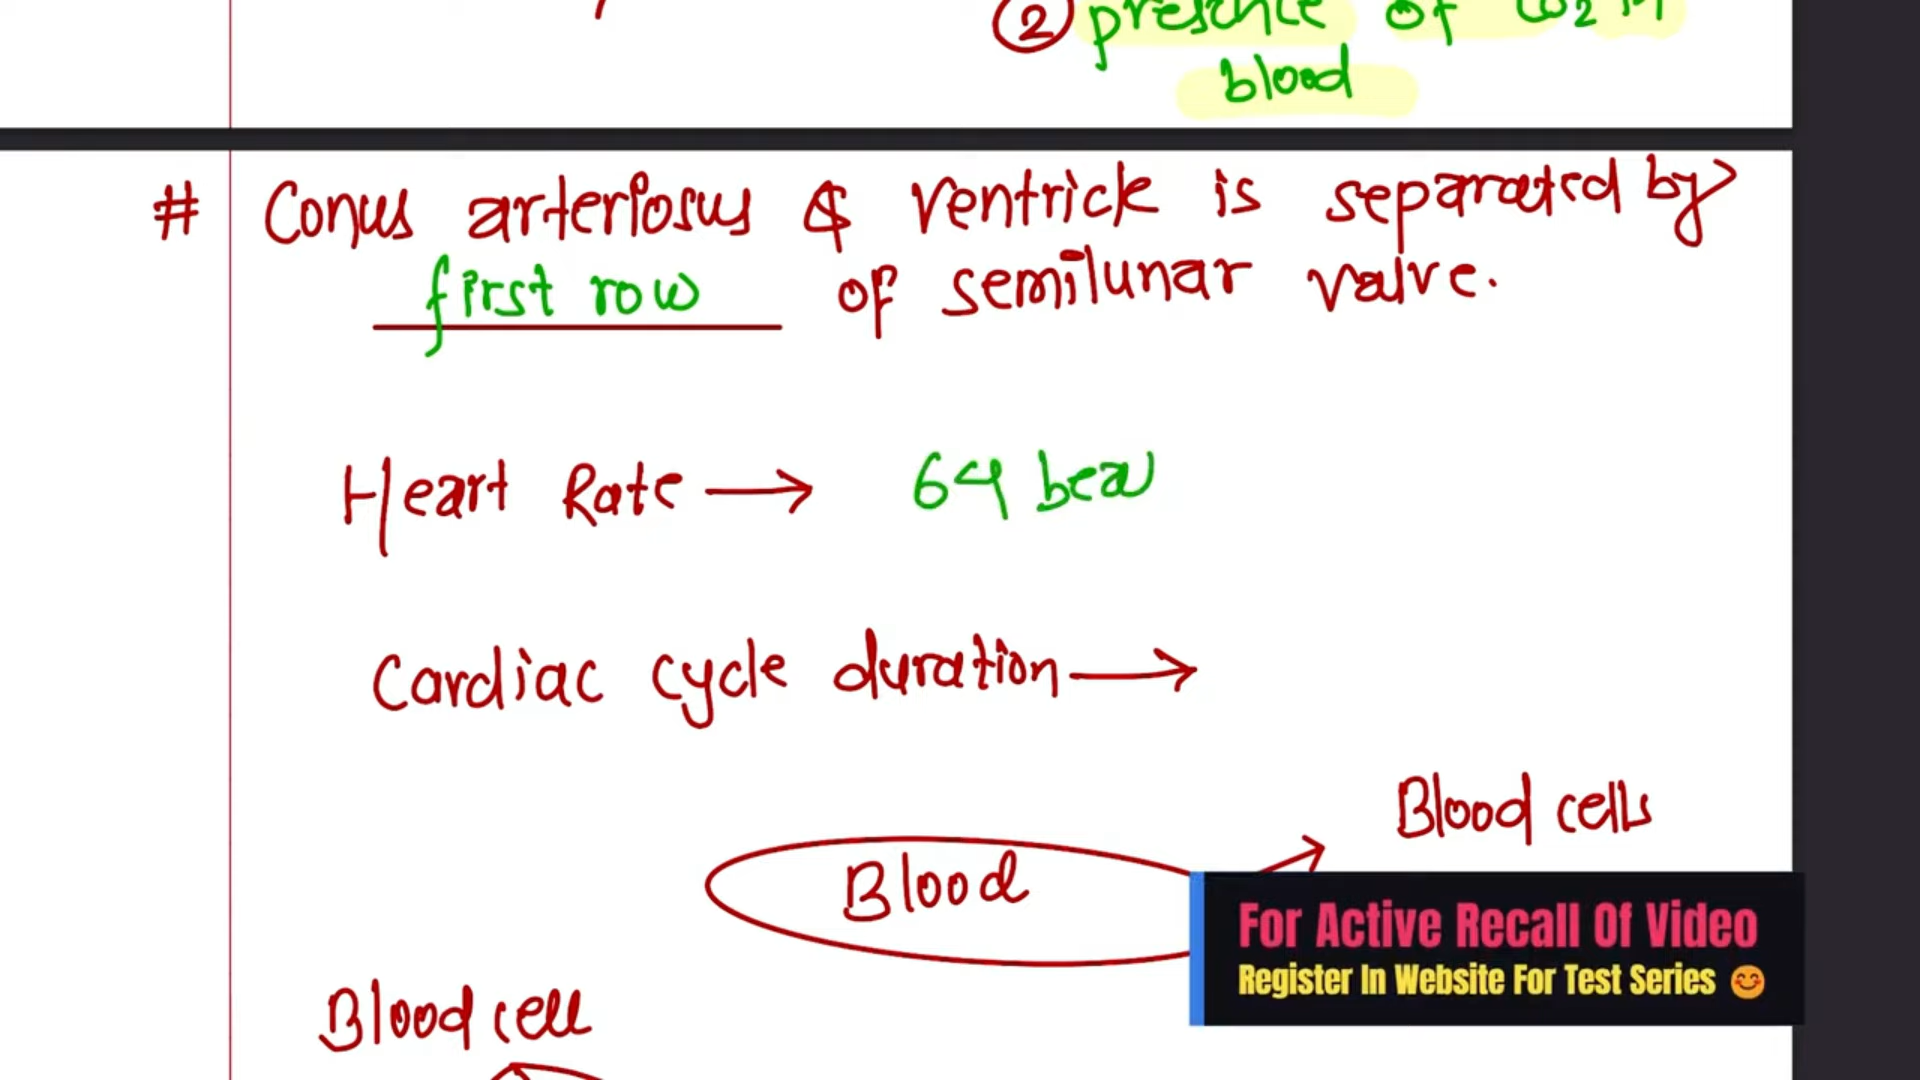 ② presence of CO2 in
blood
# Conus arteriosus & ventricle is separated by
first row of semilunar valve.
Heart Rate → 64 bea
Cardiac cycle duration →
Blood cells
Blood
For Active Recall Of Video
Register In Website For Test Series 😊
Blood cell